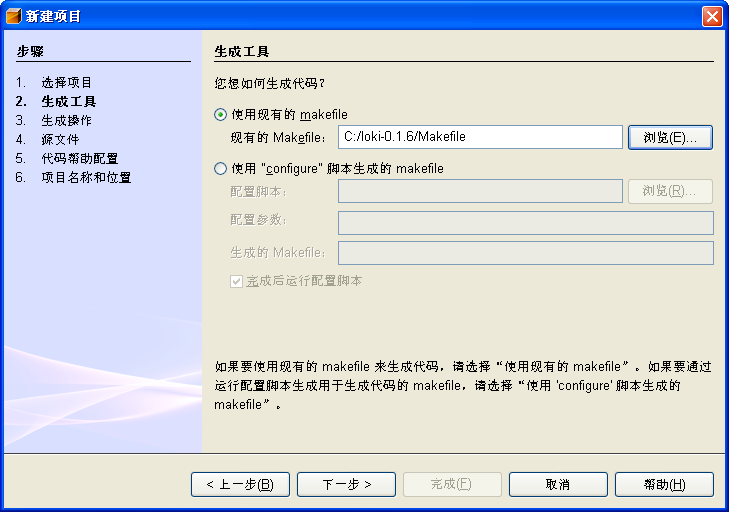 新建项目
步骤
1. 选择项目
2. 生成工具
3. 生成操作
4. 源文件
5. 代码帮助配置
6. 项目名称和位置
生成工具
您想如何生成代码?
使用现有的 makefile
现有的 Makefile: C:/loki-0.1.6/Makefile 浏览(E)...
使用 "configure" 脚本生成的 makefile
配置脚本: 浏览(R)...
配置参数:
生成的 Makefile:
完成后运行配置脚本
如果要使用现有的 makefile 来生成代码，请选择“使用现有的 makefile”。如果要通过
运行配置脚本生成用于生成代码的 makefile，请选择“使用 'configure' 脚本生成的
makefile”。
< 上一步(B) 下一步 > 完成(F) 取消 帮助(H)